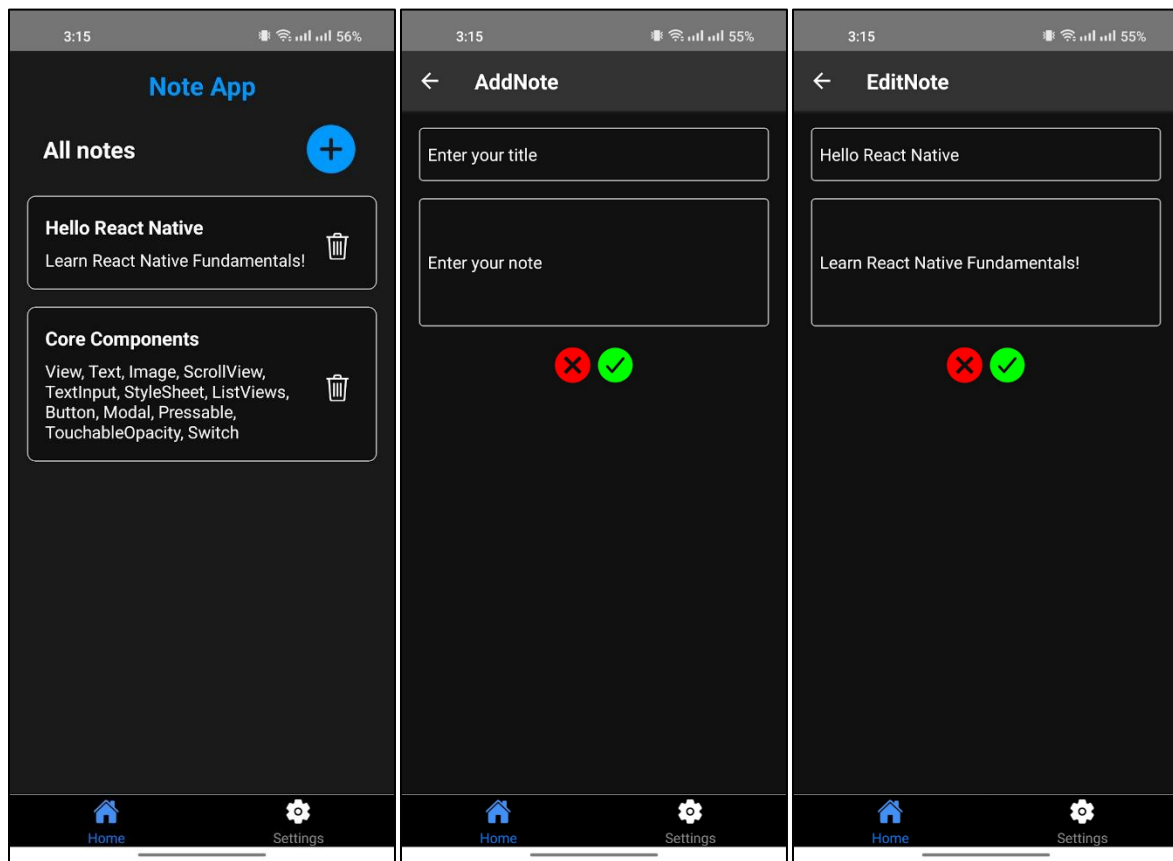 3:15
56%
Note App
All notes
Hello React Native
Learn React Native Fundamentals!
Core Components
View, Text, Image, ScrollView,
TextInput, StyleSheet, ListViews,
Button, Modal, Pressable,
TouchableOpacity, Switch
Home
Settings
3:15
55%
AddNote
Enter your title
Enter your note
Home
Settings
3:15
55%
EditNote
Hello React Native
Learn React Native Fundamentals!
Home
Settings